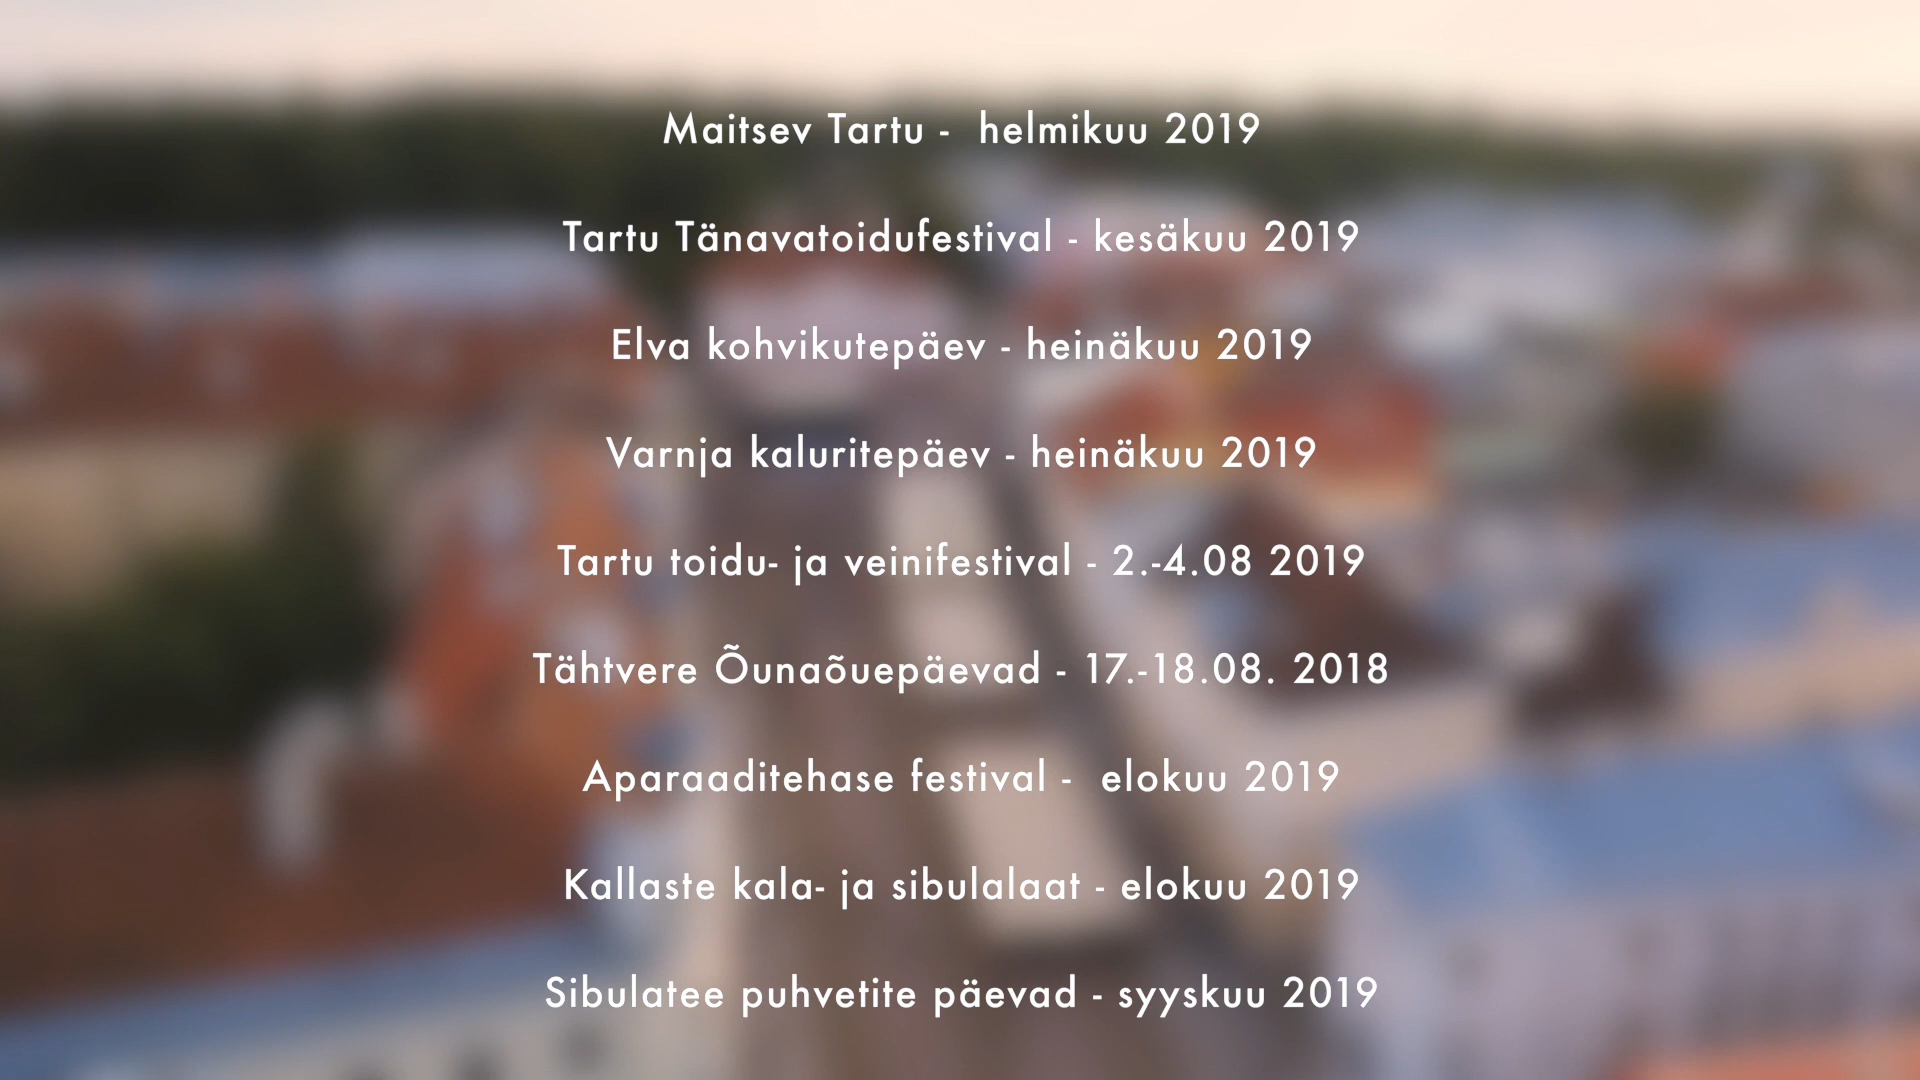 Maitsev Tartu - helmikuu 2019
Tartu Tänavatoidufestival - kesäkuu 2019
Elva kohvikutepäev - heinäkuu 2019
Varnja kaluritepäev - heinäkuu 2019
Tartu toidu- ja veinifestival - 2.-4.08 2019
Tähtvere Õunaõuepäevad - 17.-18.08. 2018
Aparaaditehase festival - elokuu 2019
Kallaste kala- ja sibulalaat - elokuu 2019
Sibulatee puhvetite päevad - syyskuu 2019